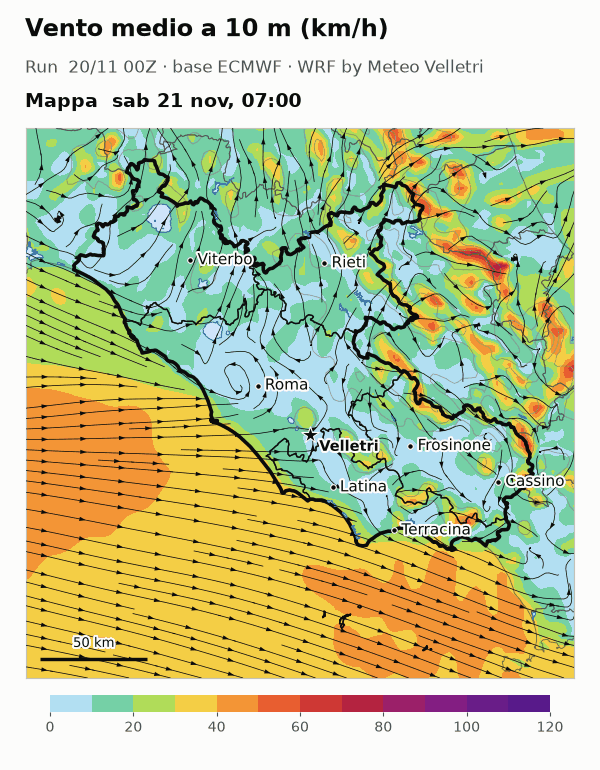 Vento medio a 10 m (km/h)
Run 20/11 00Z · base ECMWF · WRF by Meteo Velletri
Mappa sab 21 nov, 07:00
Viterbo
Rieti
Roma
Velletri
Frosinone
Latina
Cassino
Terracina
50 km
0 20 40 60 80 100 120